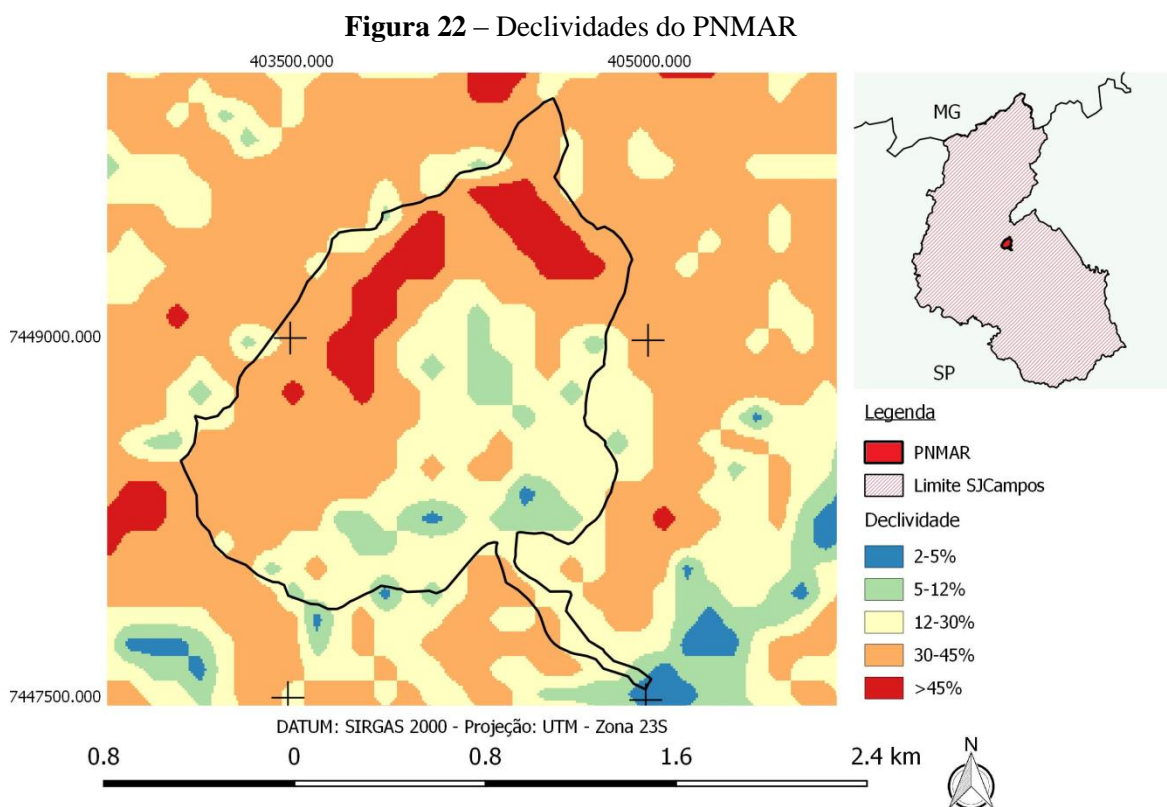 Figura 22 – Declividades do PNMAR
403500.000 405000.000
7449000.000
7447500.000
MG
SP
Legenda
PNMAR
Limite SJCampos
Declividade
2-5%
5-12%
12-30%
30-45%
>45%
DATUM: SIRGAS 2000 - Projeção: UTM - Zona 23S
0.8 0 0.8 1.6 2.4 km
N